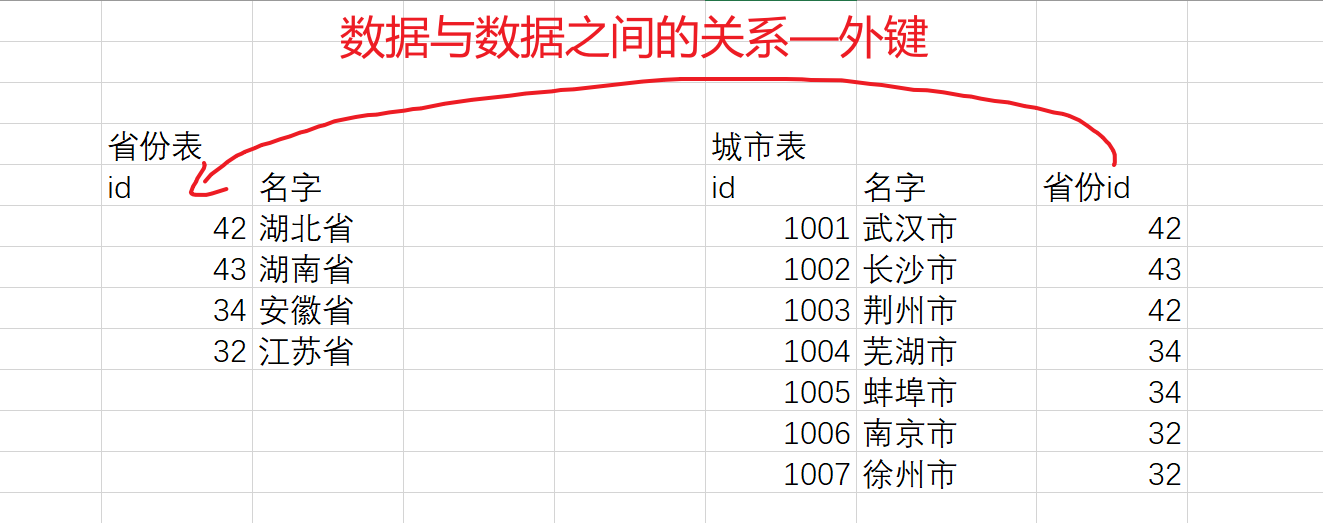 数据与数据之间的关系—外键
省份表 城市表
id 名字 id 名字 省份id
42 湖北省 1001 武汉市 42
43 湖南省 1002 长沙市 43
34 安徽省 1003 荆州市 42
32 江苏省 1004 芜湖市 34
1005 蚌埠市 34
1006 南京市 32
1007 徐州市 32